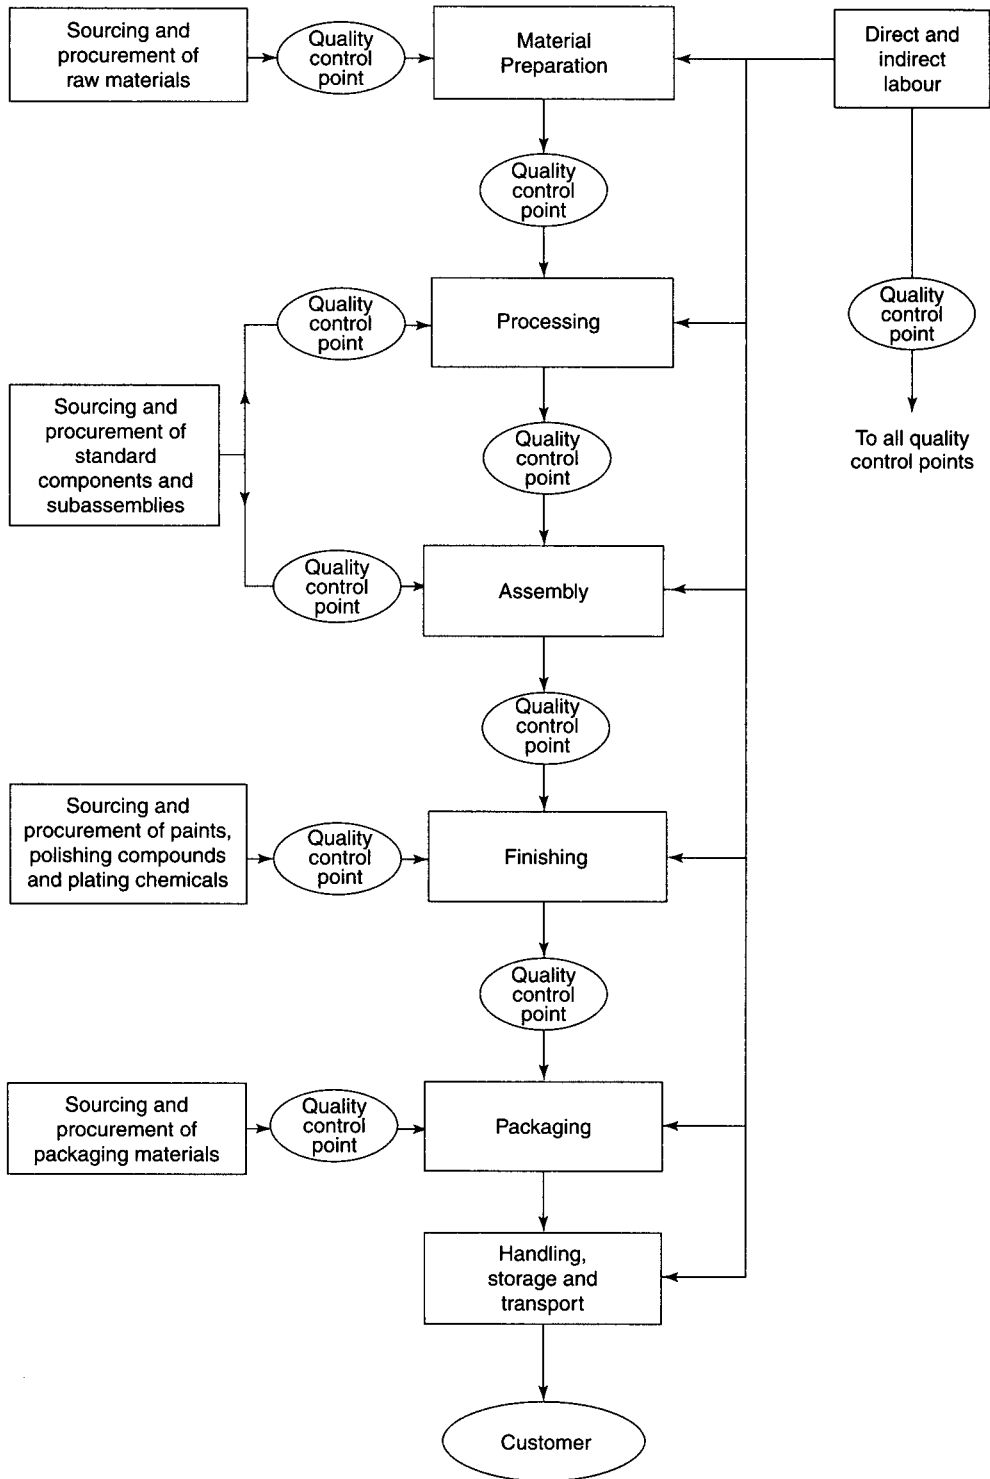 Sourcing and
procurement of
raw materials
Quality
control
point
Material
Preparation
Direct and
indirect
labour
Quality
control
point
Quality
control
point
Processing
Quality
control
point
To all quality
control points
Sourcing and
procurement of
standard
components and
subassemblies
Quality
control
point
Quality
control
point
Assembly
Quality
control
point
Sourcing and
procurement of paints,
polishing compounds
and plating chemicals
Quality
control
point
Finishing
Quality
control
point
Sourcing and
procurement of
packaging materials
Quality
control
point
Packaging
Handling,
storage and
transport
Customer